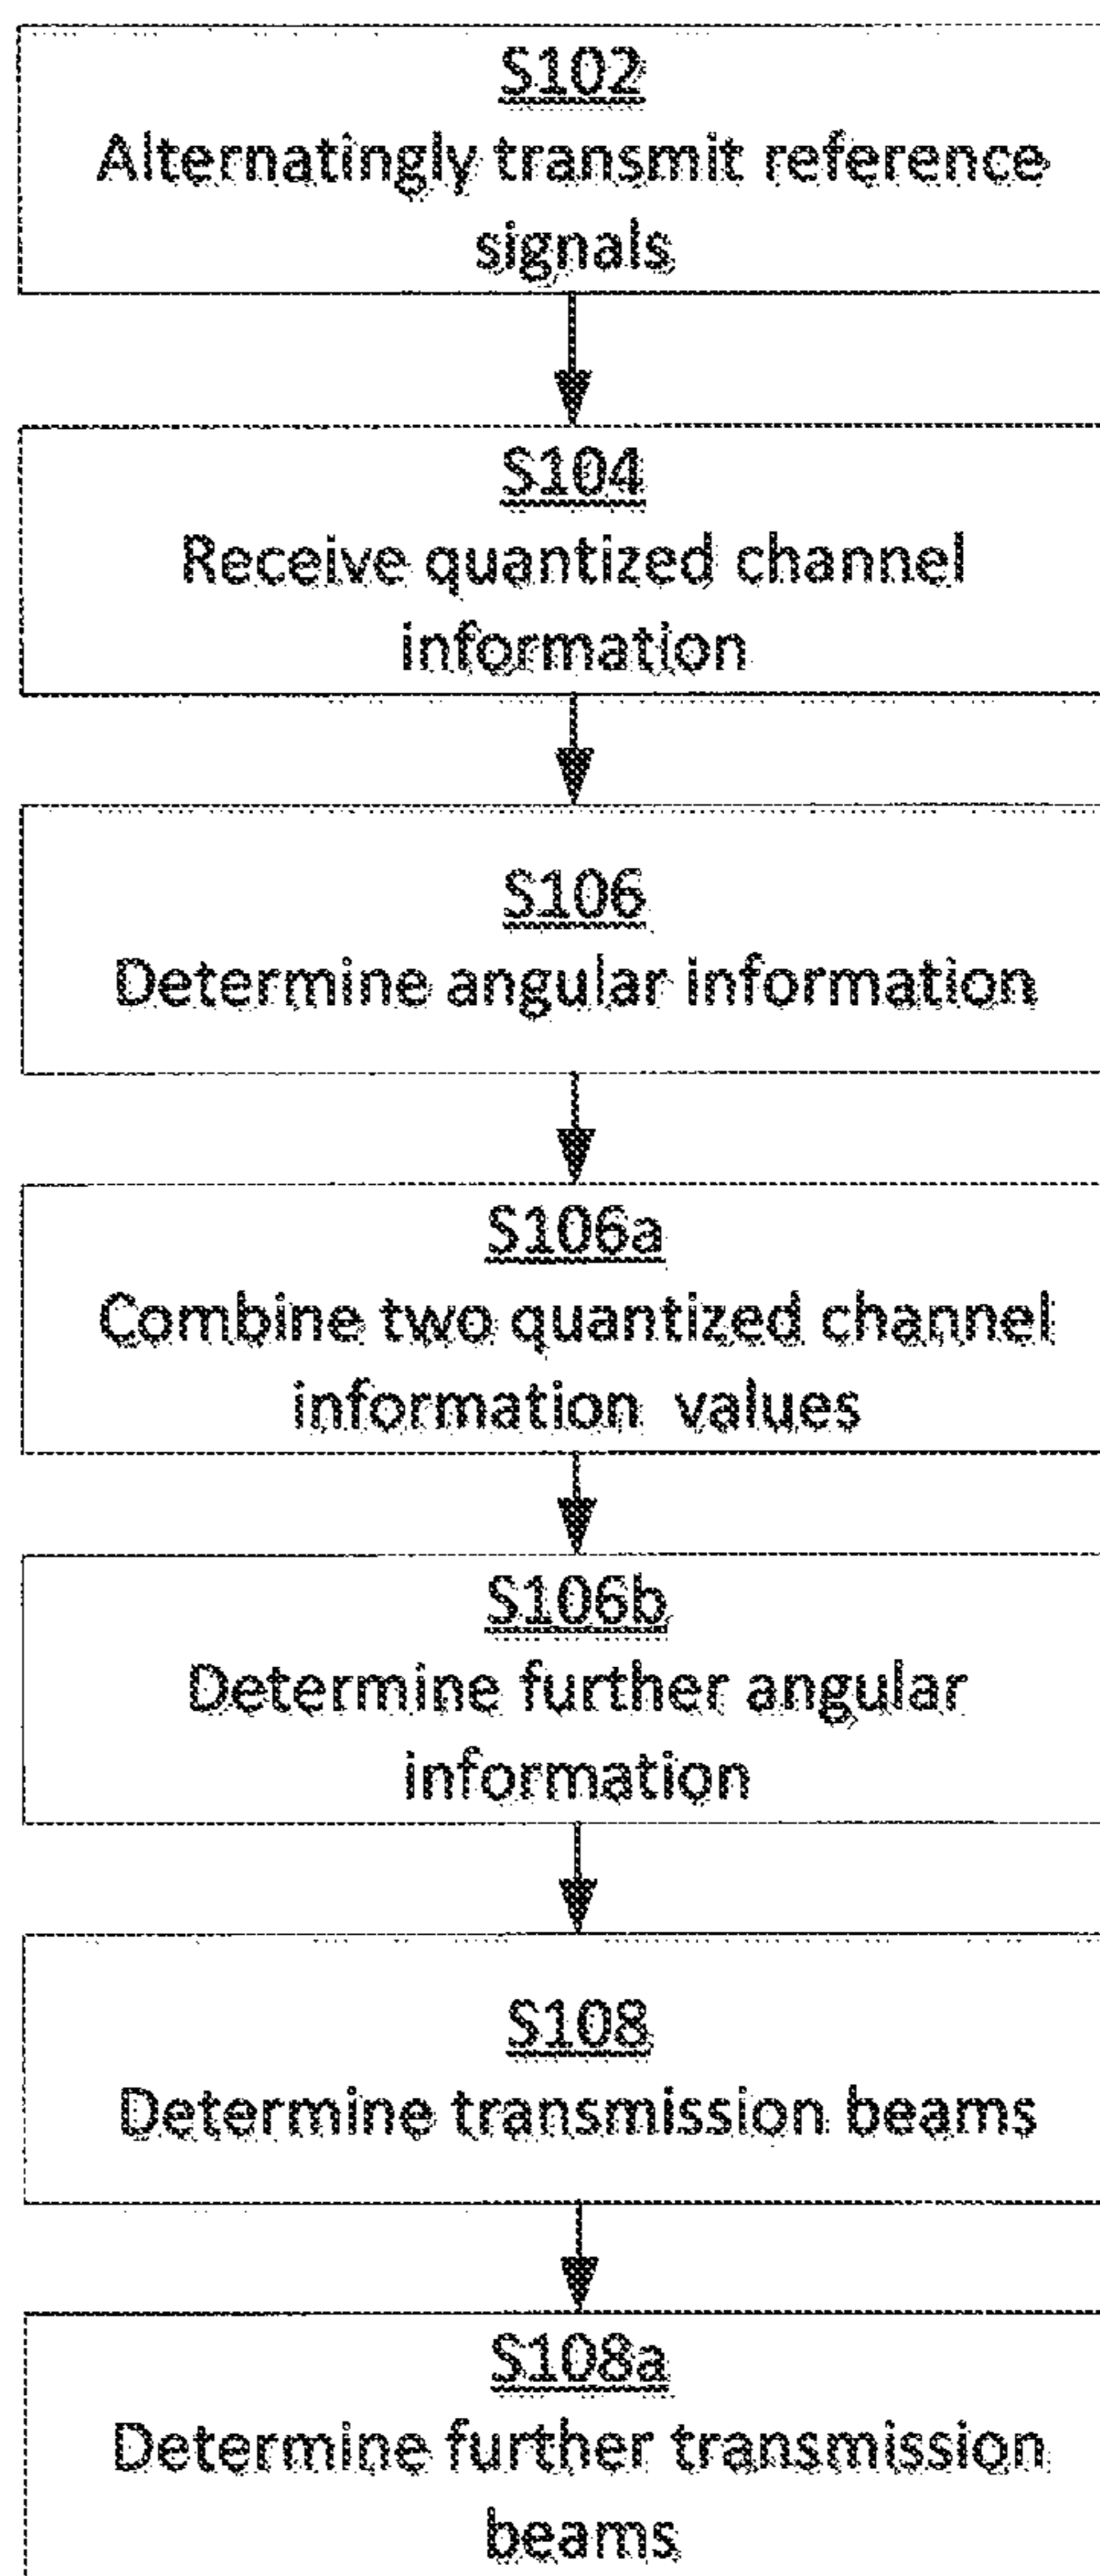 S102
Alternatingly transmit reference
signals
S104
Receive quantized channel
information
S106
Determine angular information
S106a
Combine two quantized channel
information values
S106b
Determine further angular
information
S108
Determine transmission beams
S108a
Determine further transmission
beams